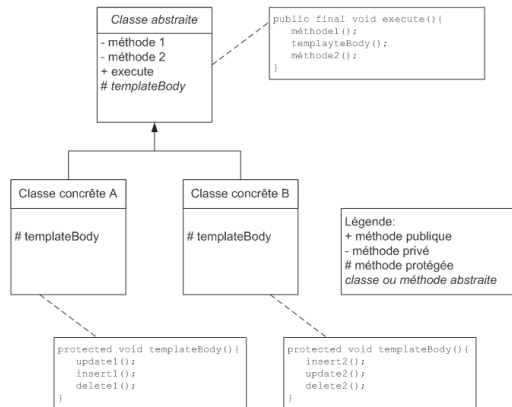 Classe abstraite
- méthode 1
- méthode 2
+ execute
# templateBody
public final void execute(){
méthode1();
templayteBody();
méthode2();
}
Classe concrête A
# templateBody
Classe concrête B
# templateBody
Légende:
+ méthode publique
- méthode privé
# méthode protégée
classe ou méthode abstraite
protected void templateBody(){
update1();
insert1();
delete1();
}
protected void templateBody(){
insert2();
update2();
delete2();
}